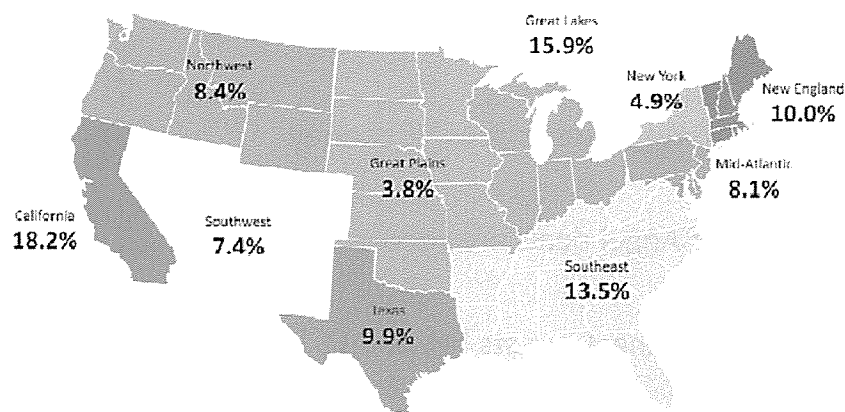 Great Lakes
15.9%
Northwest
8.4%
New York
4.9%
New England
10.0%
Great Plains
3.8%
Mid-Atlantic
8.1%
California
18.2%
Southwest
7.4%
Southeast
13.5%
Texas
9.9%